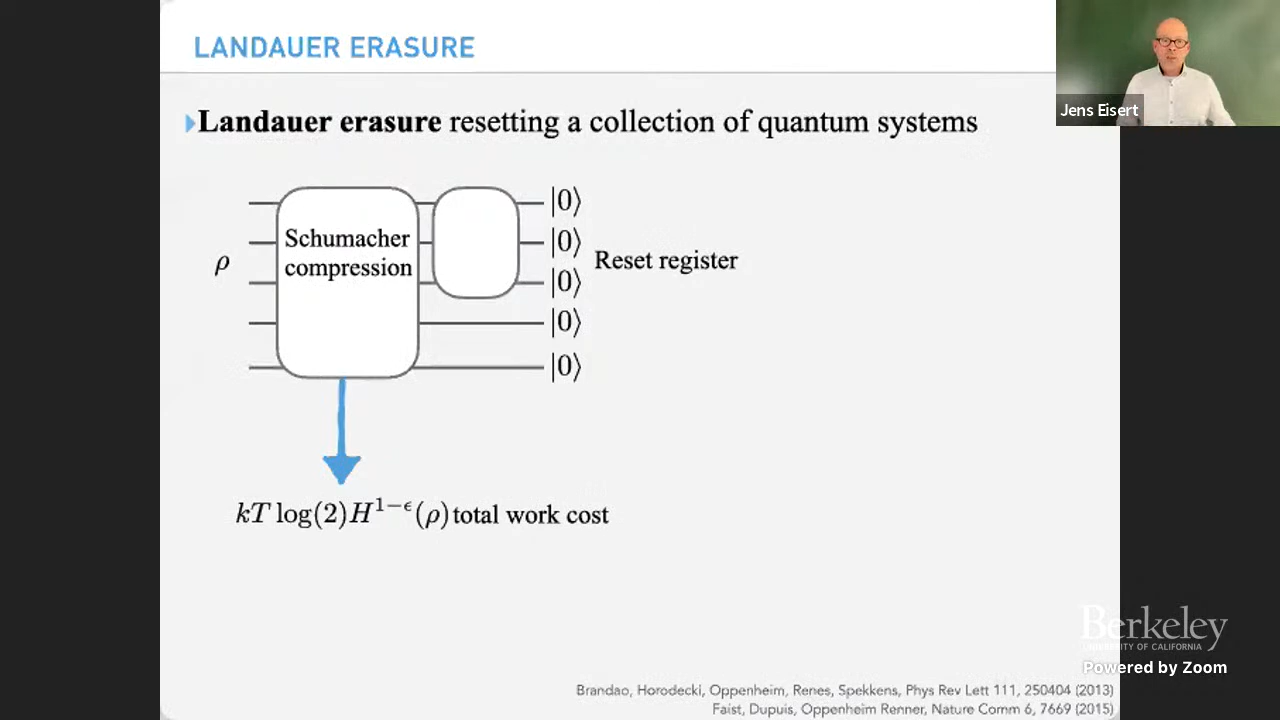 LANDAUER ERASURE
Jens Eisert
Landauer erasure resetting a collection of quantum systems
|0⟩
|0⟩
Schumacher
compression
ρ
Reset register
|0⟩
|0⟩
|0⟩
kT log(2)H^{1−ϵ}(ρ) total work cost
Berkeley
UNIVERSITY OF CALIFORNIA
Powered by Zoom
Brandao, Horodecki, Oppenheim, Renes, Spekkens, Phys Rev Lett 111, 250404 (2013)
Faist, Dupuis, Oppenheim Renner, Nature Comm 6, 7669 (2015)